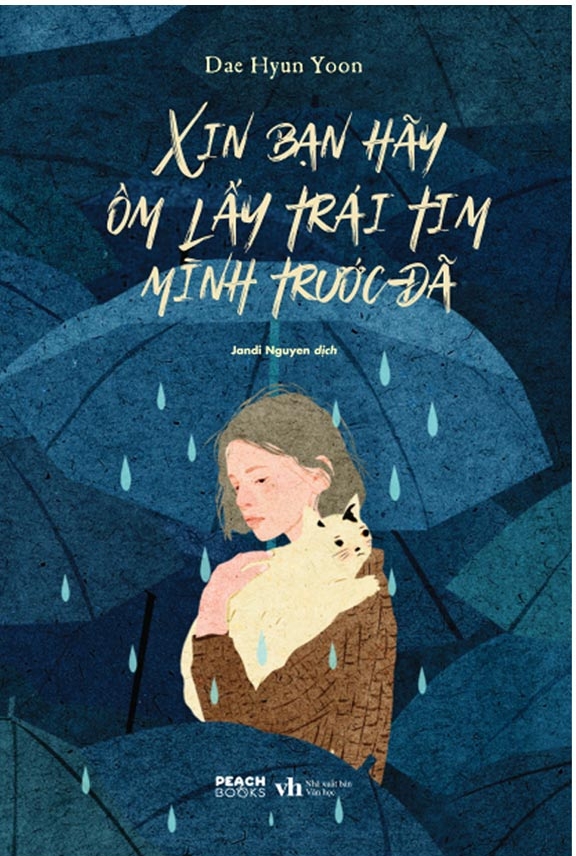 Dae Hyun Yoon
XIN BẠN HÃY
ÔM LẤY TRÁI TIM
MÌNH TRƯỚC ĐÃ
Jandi Nguyen dịch
PEACH
BOOKS
vh
Nhà xuất bản
Văn học